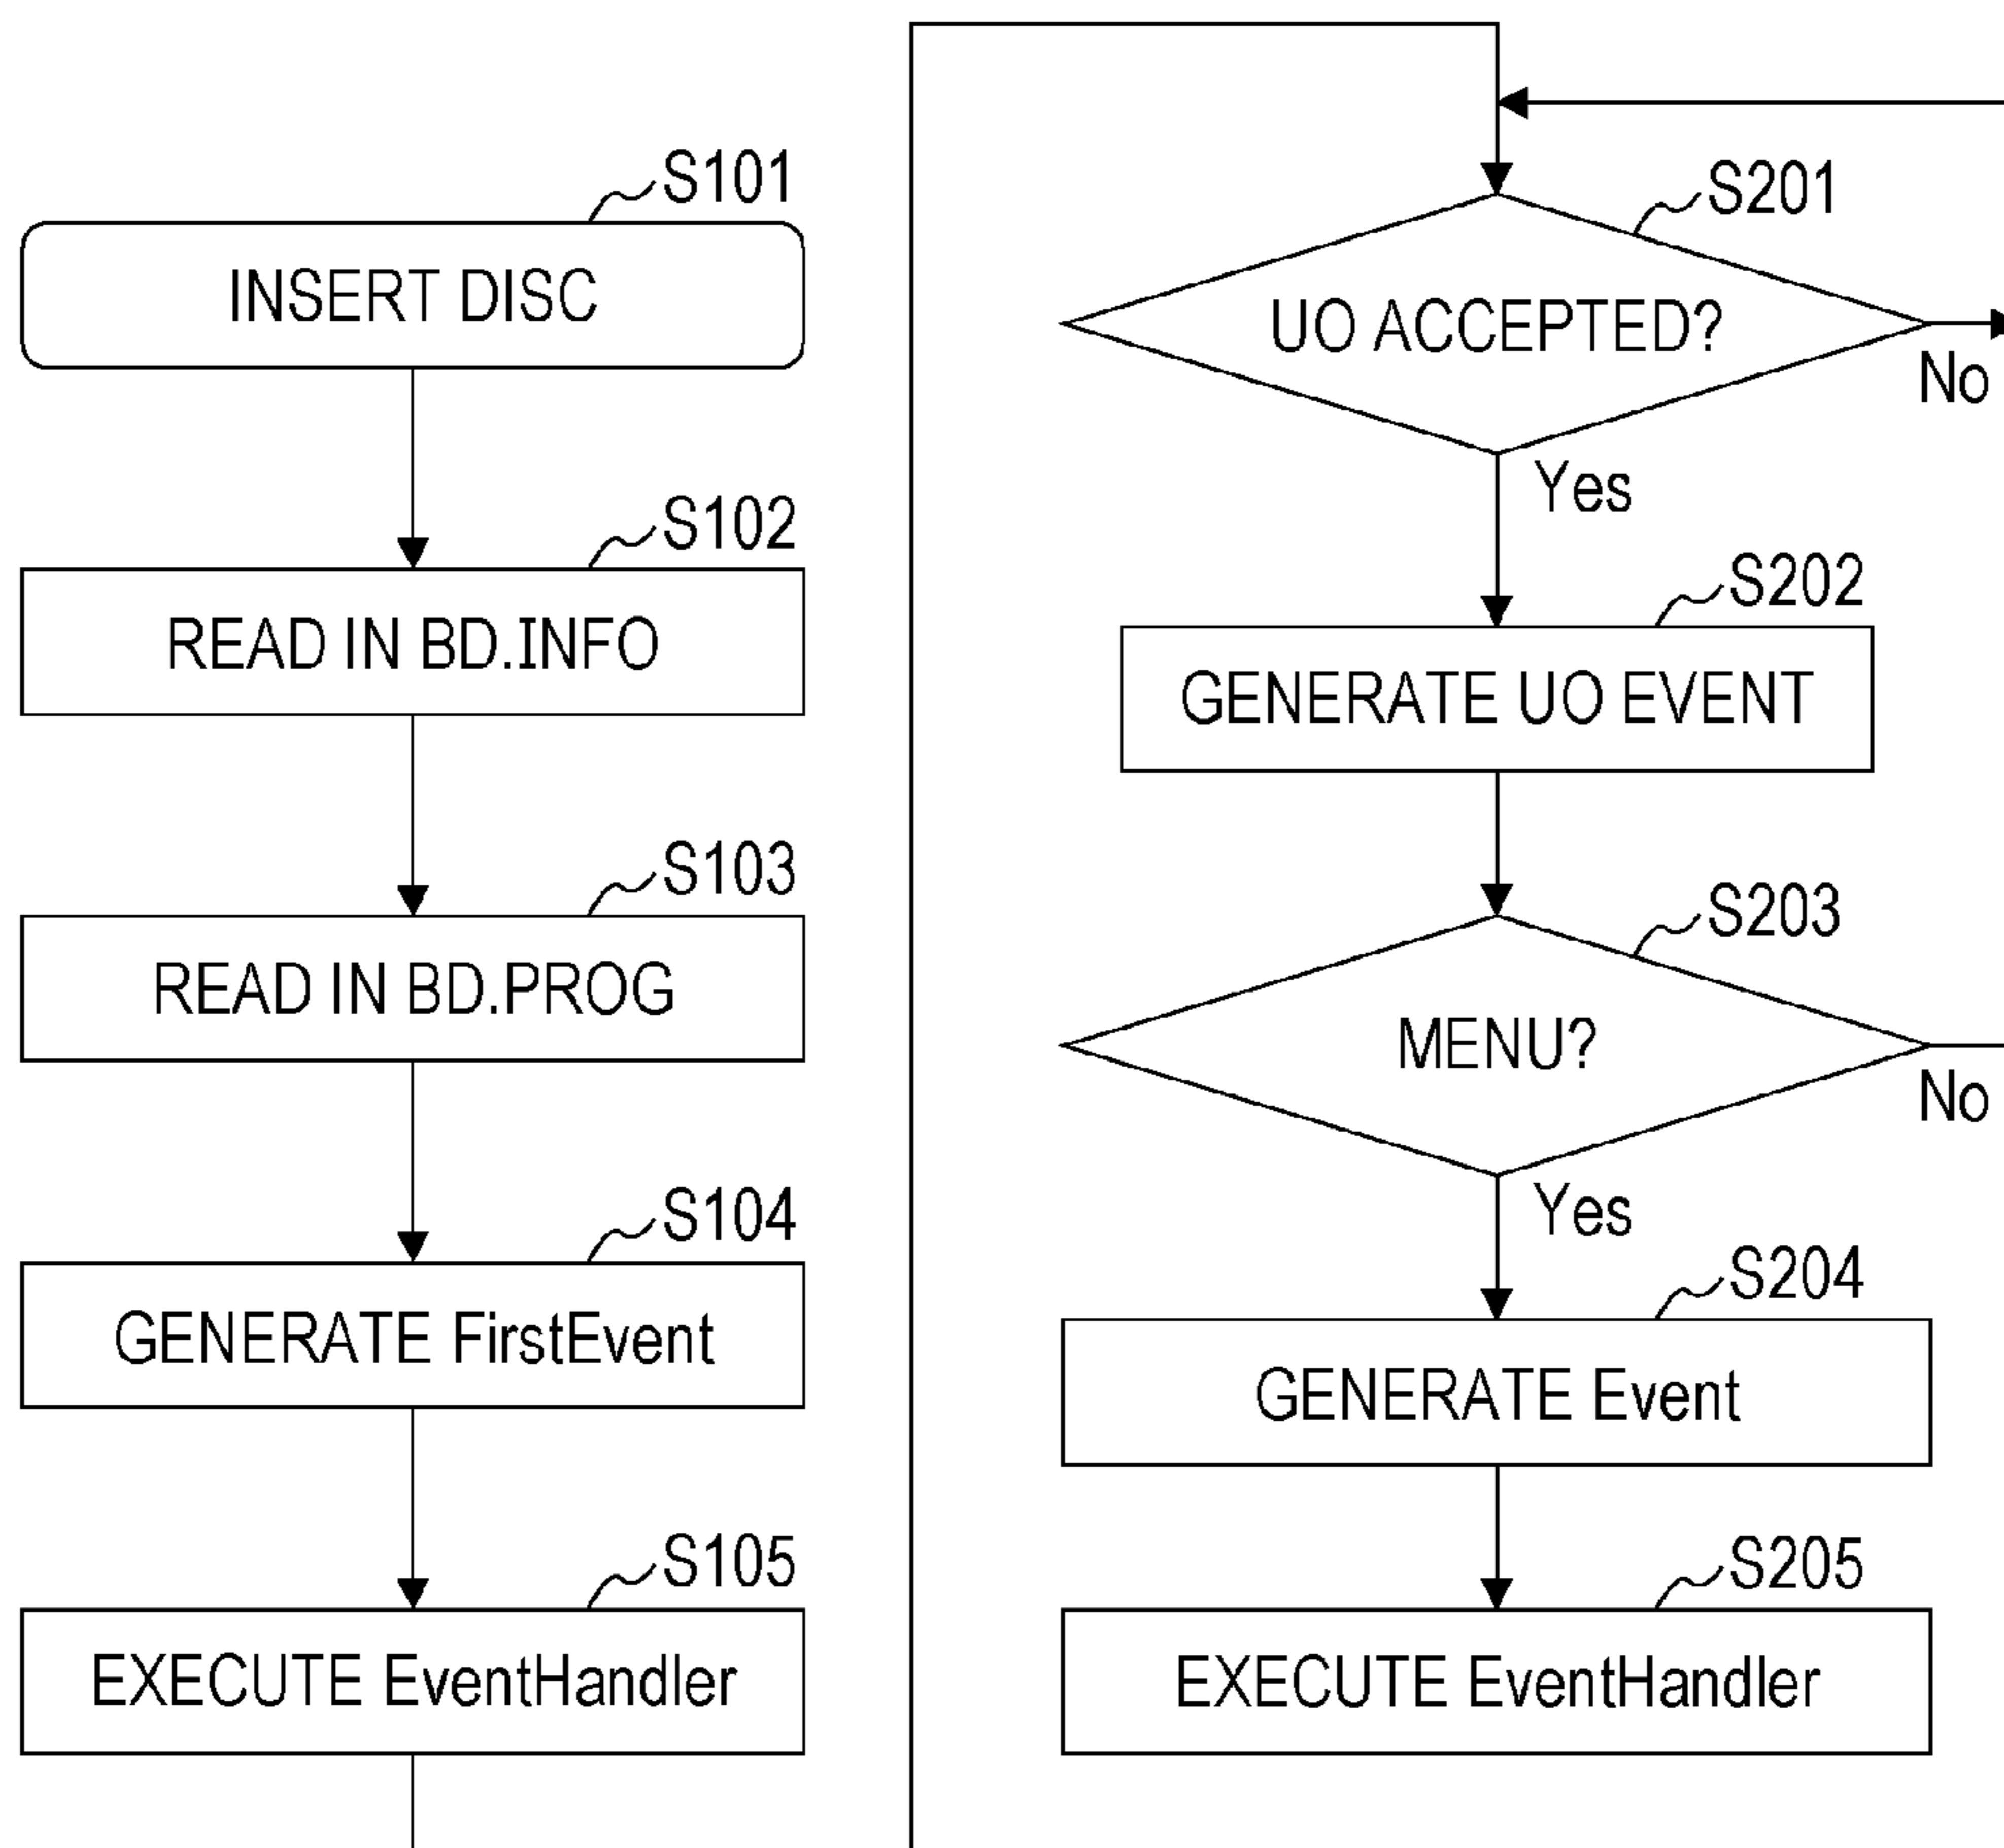 S101
INSERT DISC
S102
READ IN BD.INFO
S103
READ IN BD.PROG
S104
GENERATE FirstEvent
S105
EXECUTE EventHandler
S201
UO ACCEPTED?
No
Yes
S202
GENERATE UO EVENT
S203
MENU?
No
Yes
S204
GENERATE Event
S205
EXECUTE EventHandler